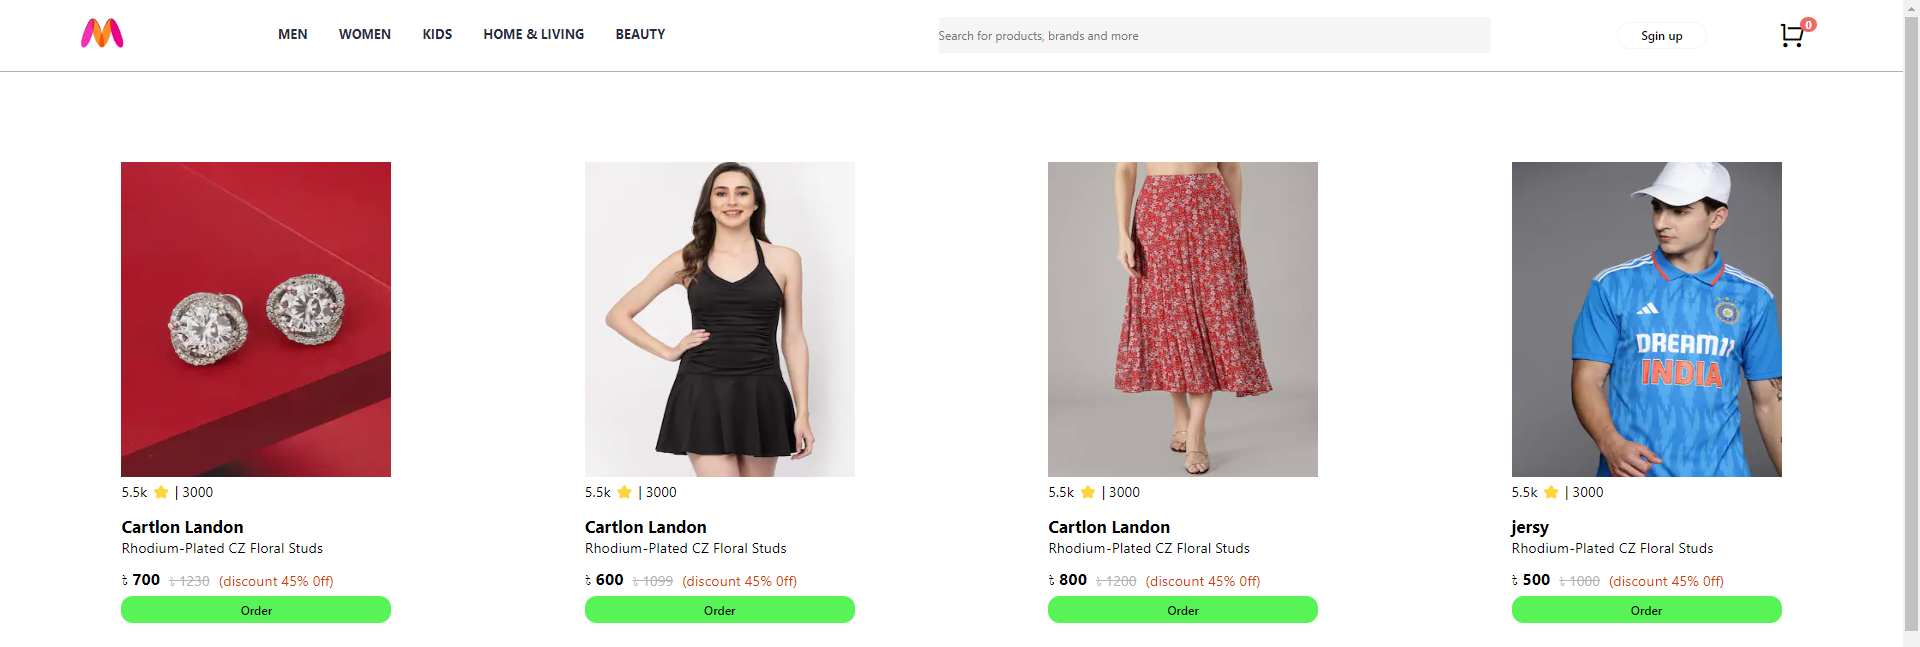 MEN WOMEN KIDS HOME & LIVING BEAUTY Search for products, brands and more Sgin up 0
DREAM11
INDIA
5.5k ⭐ | 3000
Cartlon Landon
Rhodium-Plated CZ Floral Studs
৳ 700 ৳ 1230 (discount 45% 0ff)
Order
5.5k ⭐ | 3000
Cartlon Landon
Rhodium-Plated CZ Floral Studs
৳ 600 ৳ 1099 (discount 45% 0ff)
Order
5.5k ⭐ | 3000
Cartlon Landon
Rhodium-Plated CZ Floral Studs
৳ 800 ৳ 1200 (discount 45% 0ff)
Order
5.5k ⭐ | 3000
jersy
Rhodium-Plated CZ Floral Studs
৳ 500 ৳ 1000 (discount 45% 0ff)
Order